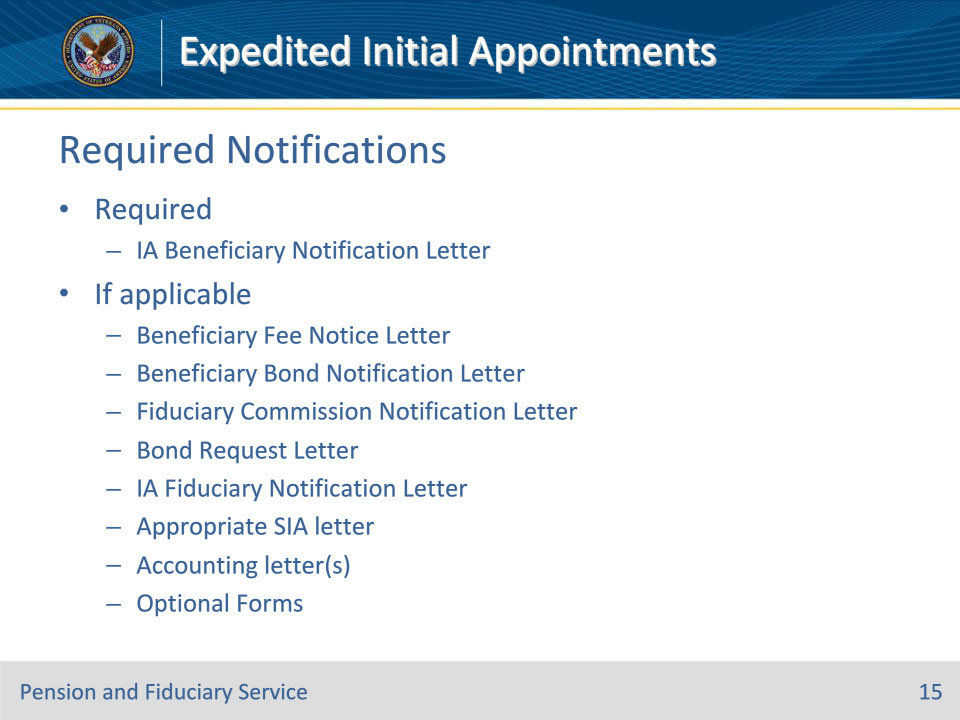 Expedited Initial Appointments
Required Notifications
• Required
– IA Beneficiary Notification Letter
• If applicable
– Beneficiary Fee Notice Letter
– Beneficiary Bond Notification Letter
– Fiduciary Commission Notification Letter
– Bond Request Letter
– IA Fiduciary Notification Letter
– Appropriate SIA letter
– Accounting letter(s)
– Optional Forms
Pension and Fiduciary Service
15